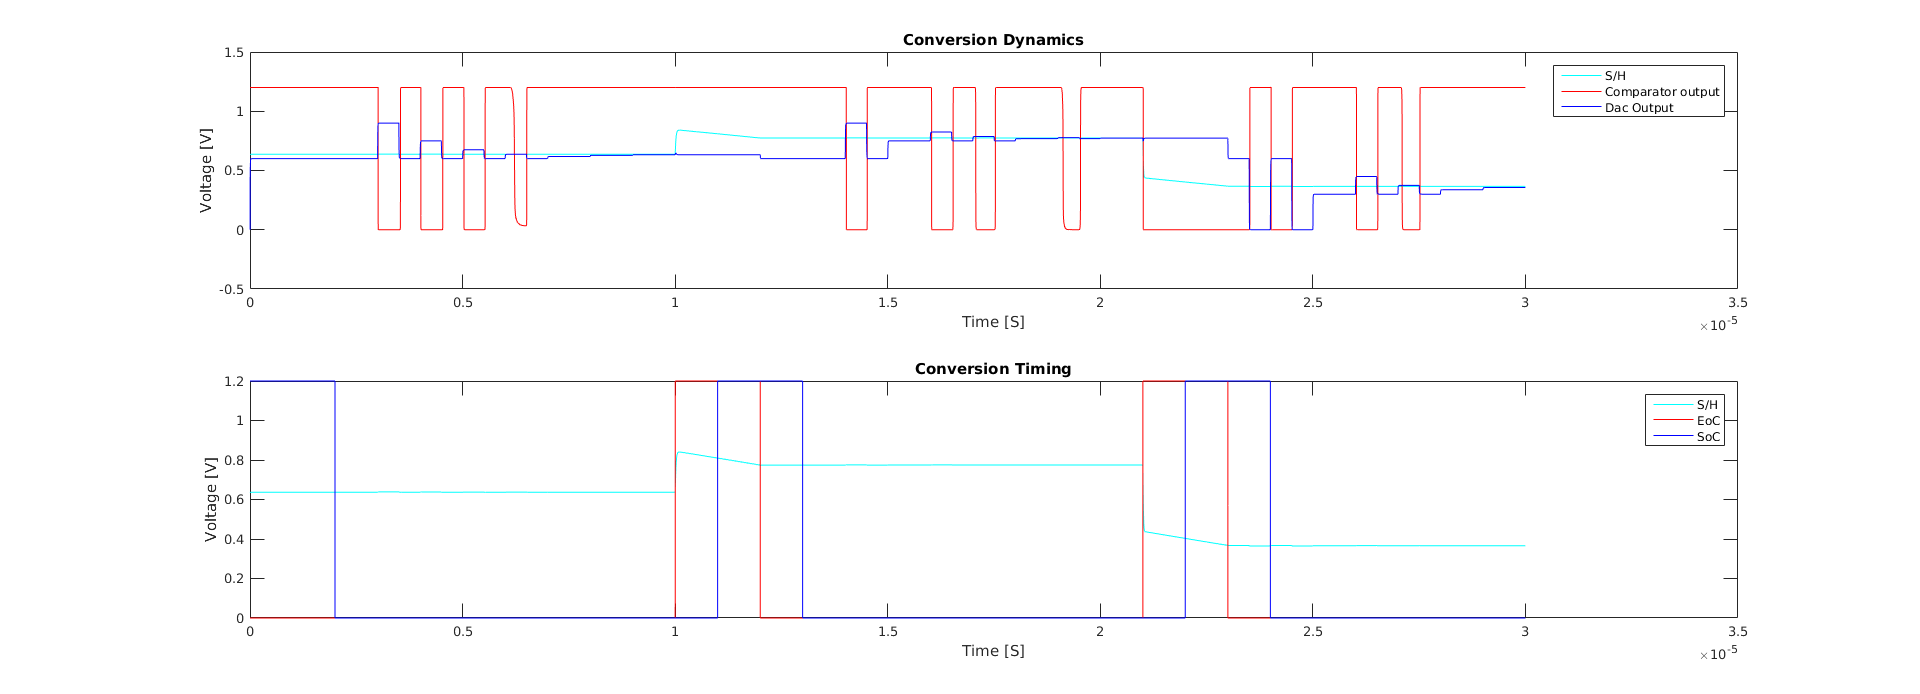 Conversion Dynamics
1.5
1
0.5
0
-0.5
Voltage [V]
0 0.5 1 1.5 2 2.5 3 3.5
Time [S]
×10-5
S/H
Comparator output
Dac Output
Conversion Timing
1.2
1
0.8
0.6
0.4
0.2
0
Voltage [V]
0 0.5 1 1.5 2 2.5 3 3.5
Time [S]
×10-5
S/H
EoC
SoC